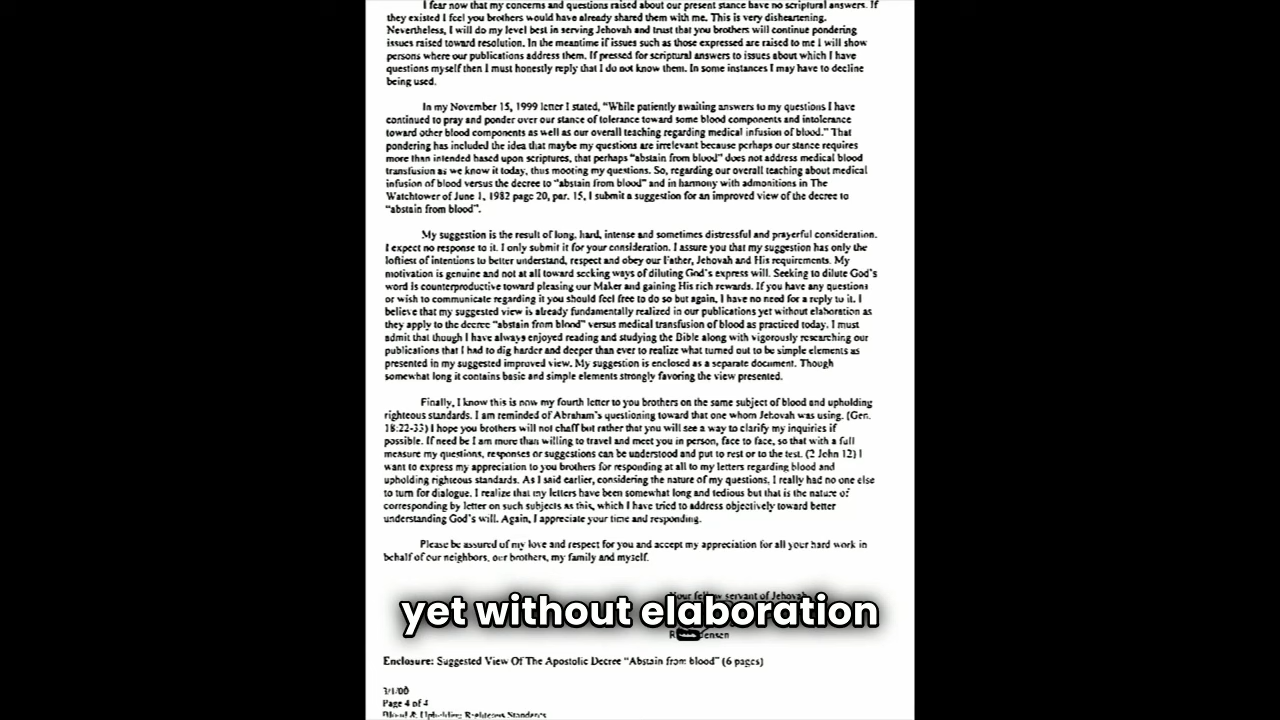 I fear now that my concerns and questions raised about our present stance have no scriptural answers. If
they existed I feel you brothers would have already shared them with me. This is very disheartening.
Nevertheless, I will do my level best in serving Jehovah and trust that you brothers will continue pondering
issues raised toward resolution. In the meantime if issues such as those expressed are raised to me I will show
persons where our publications address them. If pressed for scriptural answers to issues about which I have
questions myself then I must honestly reply that I do not know them. In some instances I may have to decline
being used.
In my November 15, 1999 letter I stated, "While patiently awaiting answers to my questions I have
continued to pray and ponder over our stance of tolerance toward some blood components and intolerance
toward other blood components as well as our overall teaching regarding medical infusion of blood." That
pondering has included the idea that maybe my questions are irrelevant because perhaps our stance requires
more than intended based upon scriptures, that perhaps "abstain from blood" does not address medical blood
transfusion as we know it today, thus mooting my questions. So, regarding our overall teaching about medical
infusion of blood versus the decree to "abstain from blood" and in harmony with admonitions in The
Watchtower of June 1, 1982 page 20, par. 15, I submit a suggestion for an improved view of the decree to
"abstain from blood".
My suggestion is the result of long, hard, intense and sometimes distressful and prayerful consideration.
I expect no response to it. I only submit it for your consideration. I assure you that my suggestion has only the
loftiest of intentions to better understand, respect and obey our Father, Jehovah and His requirements. My
motivation is genuine and not at all toward seeking ways of diluting God's express will. Seeking to dilute God's
word is counterproductive toward pleasing our Maker and gaining His rich rewards. If you have any questions
or wish to communicate regarding it you should feel free to do so but again, I have no need for a reply to it. I
believe that my suggested view is already fundamentally realized in our publications yet without elaboration as
they apply to the decree "abstain from blood" versus medical transfusion of blood as practiced today. I must
admit that though I have always enjoyed reading and studying the Bible along with vigorously researching our
publications that I had to dig harder and deeper than ever to realize what turned out to be simple elements as
presented in my suggested improved view. My suggestion is enclosed as a separate document. Though
somewhat long it contains basic and simple elements strongly favoring the view presented.
Finally, I know this is now my fourth letter to you brothers on the same subject of blood and upholding
righteous standards. I am reminded of Abraham's questioning toward that one whom Jehovah was using. (Gen.
18:22-33) I hope you brothers will not chaff but rather that you will see a way to clarify my inquiries if
possible. If need be I am more than willing to travel and meet you in person, face to face, so that with a full
measure my questions, responses or suggestions can be understood and put to rest or to the test. (2 John 12) I
want to express my appreciation to you brothers for responding at all to my letters regarding blood and
upholding righteous standards. As I said earlier, considering the nature of my questions, I really had no one else
to turn for dialogue. I realize that my letters have been somewhat long and tedious but that is the nature of
corresponding by letter on such subjects as this, which I have tried to address objectively toward better
understanding God's will. Again, I appreciate your time and responding.
Please be assured of my love and respect for you and accept my appreciation for all your hard work in
behalf of our neighbors, our brothers, my family and myself.
Your fellow servant of Jehovah
yet without elaboration
Enclosure: Suggested View Of The Apostolic Decree "Abstain from blood" (6 pages)
3/1/00
Page 4 of 4
Blood & Upholding Righteous Standards